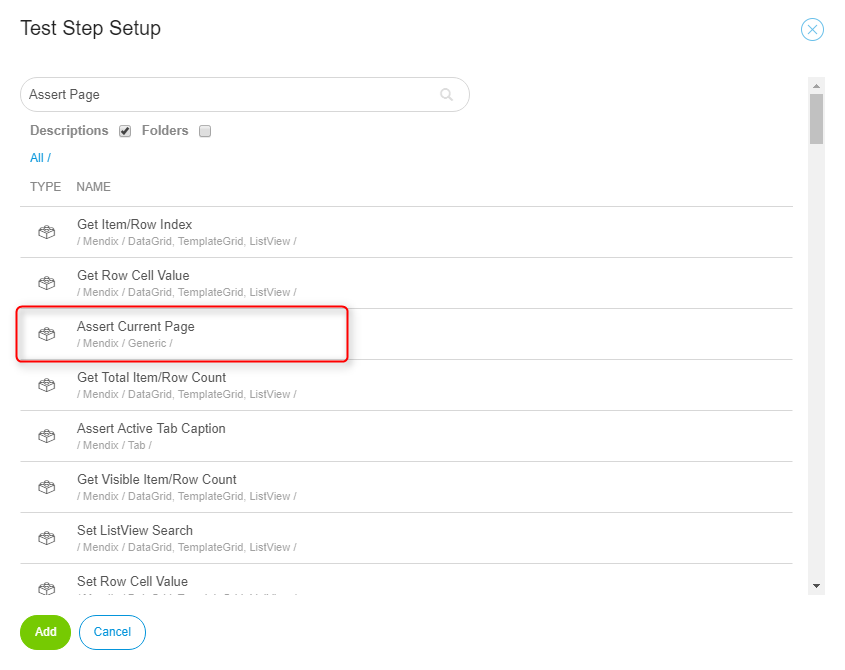 Test Step Setup
Assert Page
Descriptions Folders
All /
TYPE NAME
Get Item/Row Index
/ Mendix / DataGrid, TemplateGrid, ListView /
Get Row Cell Value
/ Mendix / DataGrid, TemplateGrid, ListView /
Assert Current Page
/ Mendix / Generic /
Get Total Item/Row Count
/ Mendix / DataGrid, TemplateGrid, ListView /
Assert Active Tab Caption
/ Mendix / Tab /
Get Visible Item/Row Count
/ Mendix / DataGrid, TemplateGrid, ListView /
Set ListView Search
/ Mendix / DataGrid, TemplateGrid, ListView /
Set Row Cell Value
Add Cancel